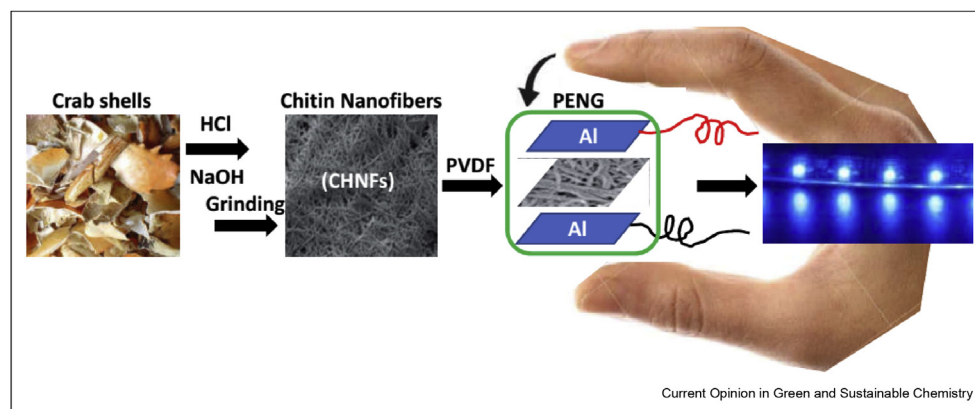 Crab shells
HCl
NaOH
Grinding
Chitin Nanofibers
(CHNFs)
PVDF
PENG
Al
Al
Current Opinion in Green and Sustainable Chemistry